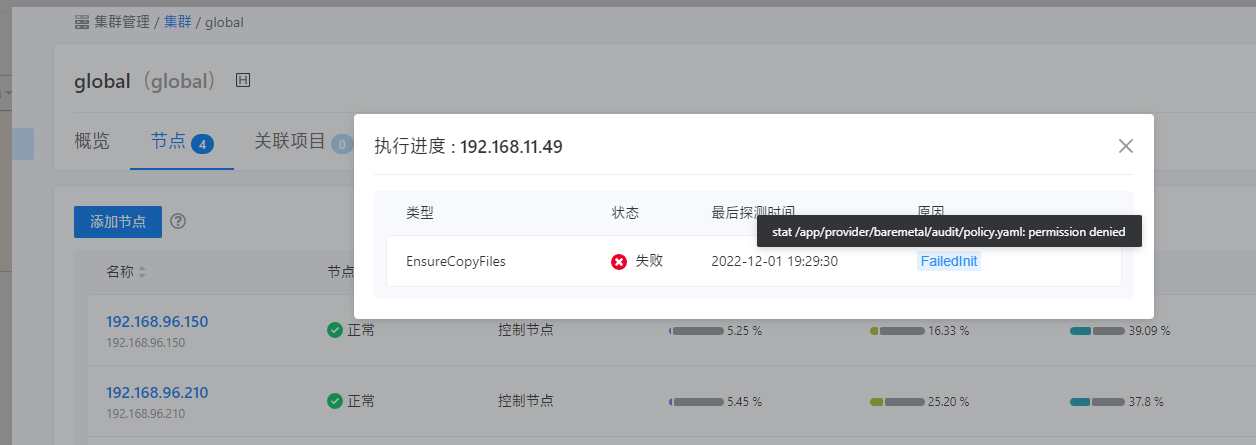 集群管理 / 集群 / global
global（global）
概览 节点 4 关联项目 0
执行进度 : 192.168.11.49
类型 状态 最后探测时间 原因
stat /app/provider/baremetal/audit/policy.yaml: permission denied
EnsureCopyFiles 失败 2022-12-01 19:29:30 FailedInit
添加节点
名称 节点
192.168.96.150 正常 控制节点 5.25 % 16.33 % 39.09 %
192.168.96.150
192.168.96.210 正常 控制节点 5.45 % 25.20 % 37.8 %
192.168.96.210